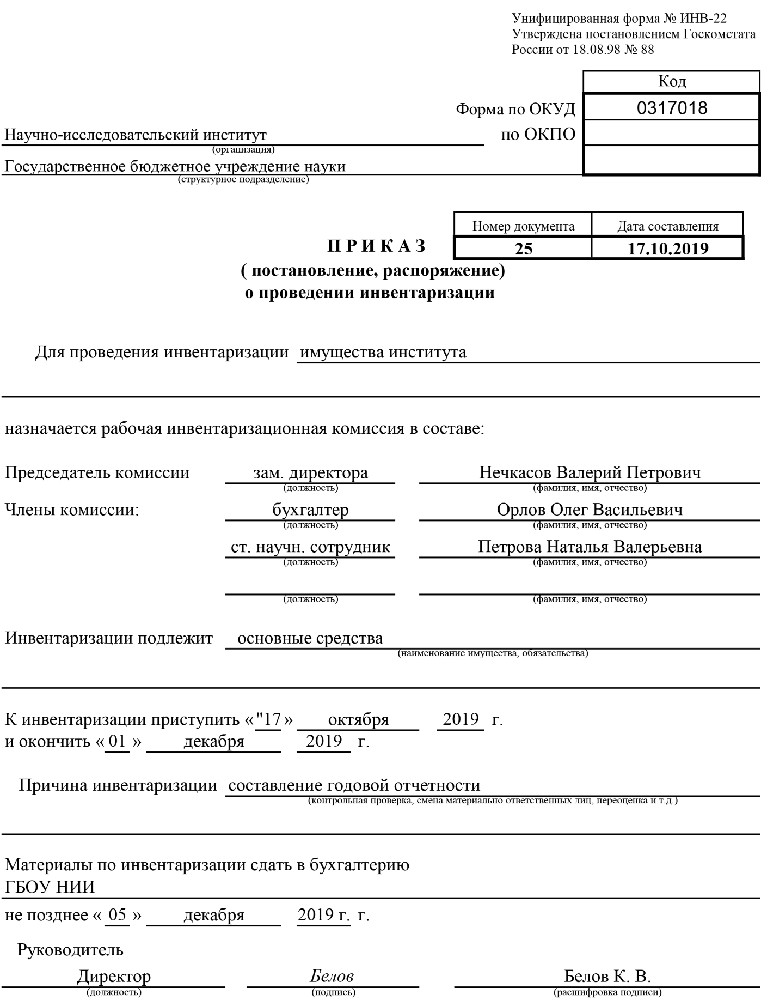 Унифицированная форма № ИНВ-22
Утверждена постановлением Госкомстата
России от 18.08.98 № 88
Код
Форма по ОКУД 0317018
Научно-исследовательский институт по ОКПО
(организация)
Государственное бюджетное учреждение науки
(структурное подразделение)
Номер документа Дата составления
П Р И К А З 25 17.10.2019
( постановление, распоряжение)
о проведении инвентаризации
Для проведения инвентаризации имущества института
назначается рабочая инвентаризационная комиссия в составе:
Председатель комиссии зам. директора Нечкасов Валерий Петрович
(должность) (фамилия, имя, отчество)
Члены комиссии: бухгалтер Орлов Олег Васильевич
(должность) (фамилия, имя, отчество)
ст. научн. сотрудник Петрова Наталья Валерьевна
(должность) (фамилия, имя, отчество)
(должность) (фамилия, имя, отчество)
Инвентаризации подлежит основные средства
(наименование имущества, обязательства)
К инвентаризации приступить «"17» октября 2019 г.
и окончить « 01 » декабря 2019 г.
Причина инвентаризации составление годовой отчетности
(контрольная проверка, смена материально ответственных лиц, переоценка и т.д.)
Материалы по инвентаризации сдать в бухгалтерию
ГБОУ НИИ
не позднее « 05 » декабря 2019 г. г.
Руководитель
Директор Белов Белов К. В.
(должность) (подпись) (расшифровка подписи)